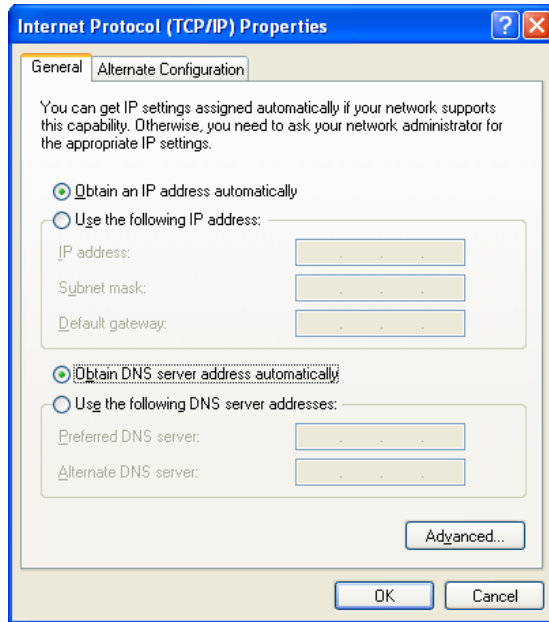 Internet Protocol (TCP/IP) Properties
General
Alternate Configuration
You can get IP settings assigned automatically if your network supports
this capability. Otherwise, you need to ask your network administrator for
the appropriate IP settings.
Obtain an IP address automatically
Use the following IP address:
IP address:
Subnet mask:
Default gateway:
Obtain DNS server address automatically
Use the following DNS server addresses:
Preferred DNS server:
Alternate DNS server:
Advanced...
OK
Cancel